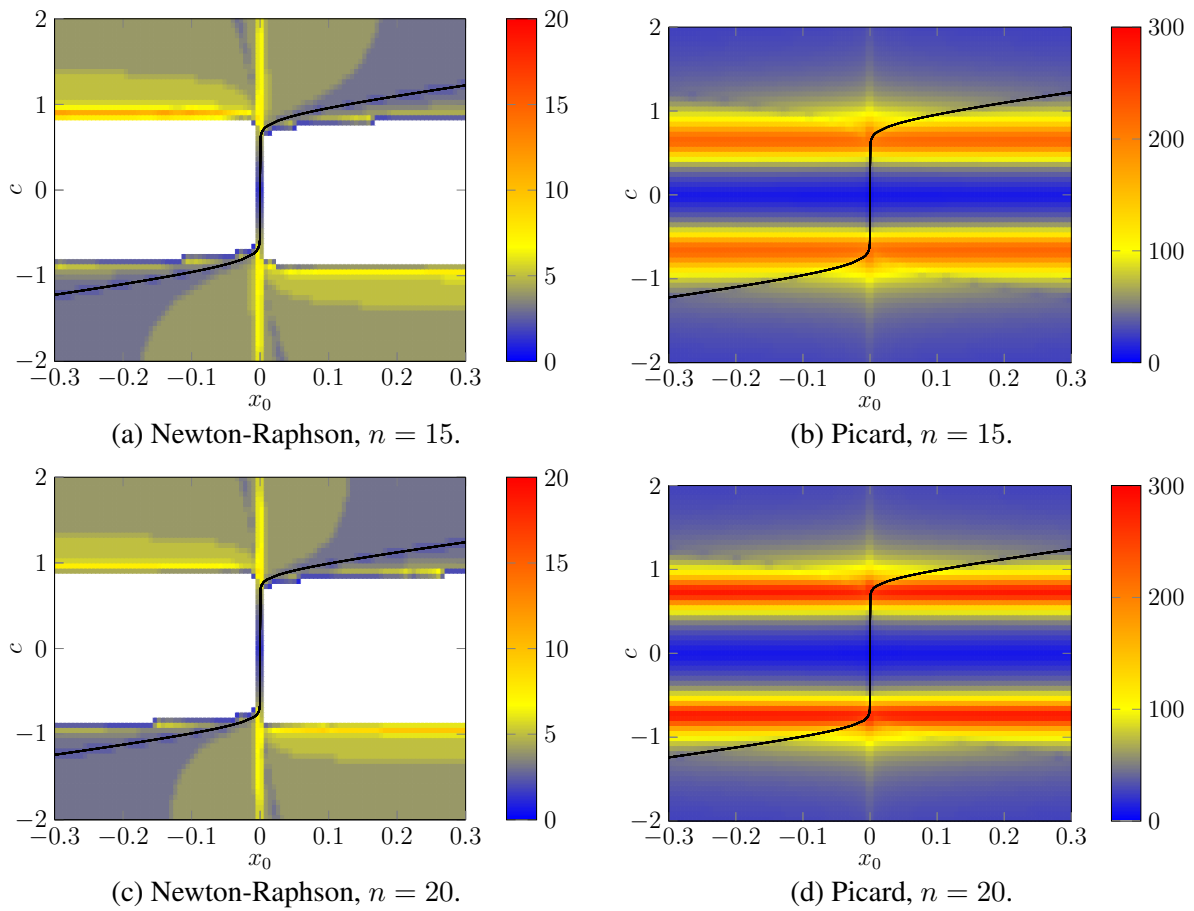 2
1
0
−1
−2
c
−0.3 −0.2 −0.1 0 0.1 0.2 0.3
x₀
20
15
10
5
0
(a) Newton-Raphson, n = 15.
2
1
0
−1
−2
c
−0.3 −0.2 −0.1 0 0.1 0.2 0.3
x₀
300
200
100
0
(b) Picard, n = 15.
2
1
0
−1
−2
c
−0.3 −0.2 −0.1 0 0.1 0.2 0.3
x₀
20
15
10
5
0
(c) Newton-Raphson, n = 20.
2
1
0
−1
−2
c
−0.3 −0.2 −0.1 0 0.1 0.2 0.3
x₀
300
200
100
0
(d) Picard, n = 20.